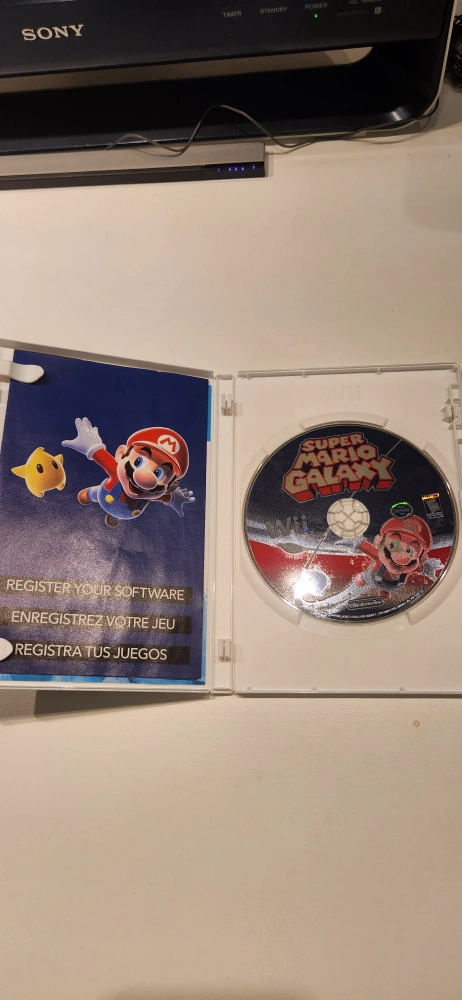 SONY
TIMER
STANDBY
POWER
Wii
SUPER
MARIO
GALAXY
Wii
Nintendo
REGISTER YOUR SOFTWARE
ENREGISTREZ VOTRE JEU
REGISTRA TUS JUEGOS